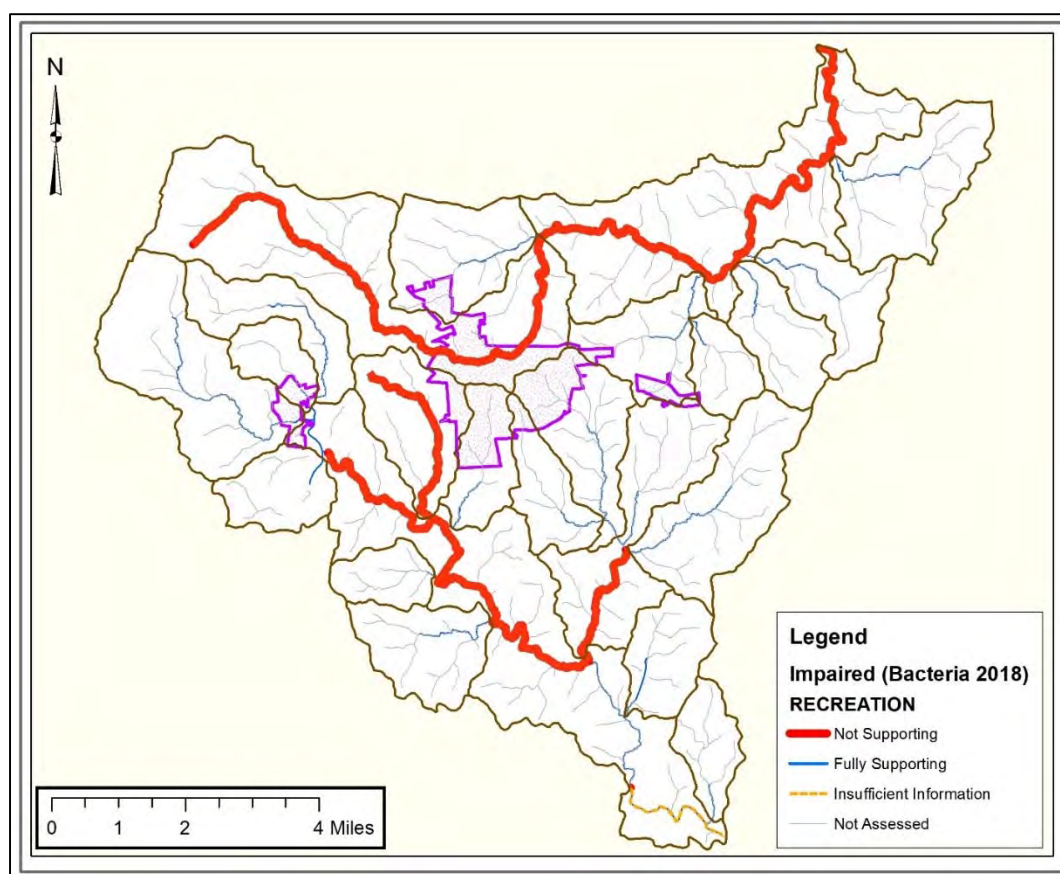 N
Legend
Impaired (Bacteria 2018)
RECREATION
Not Supporting
Fully Supporting
Insufficient Information
Not Assessed
0 1 2 4 Miles